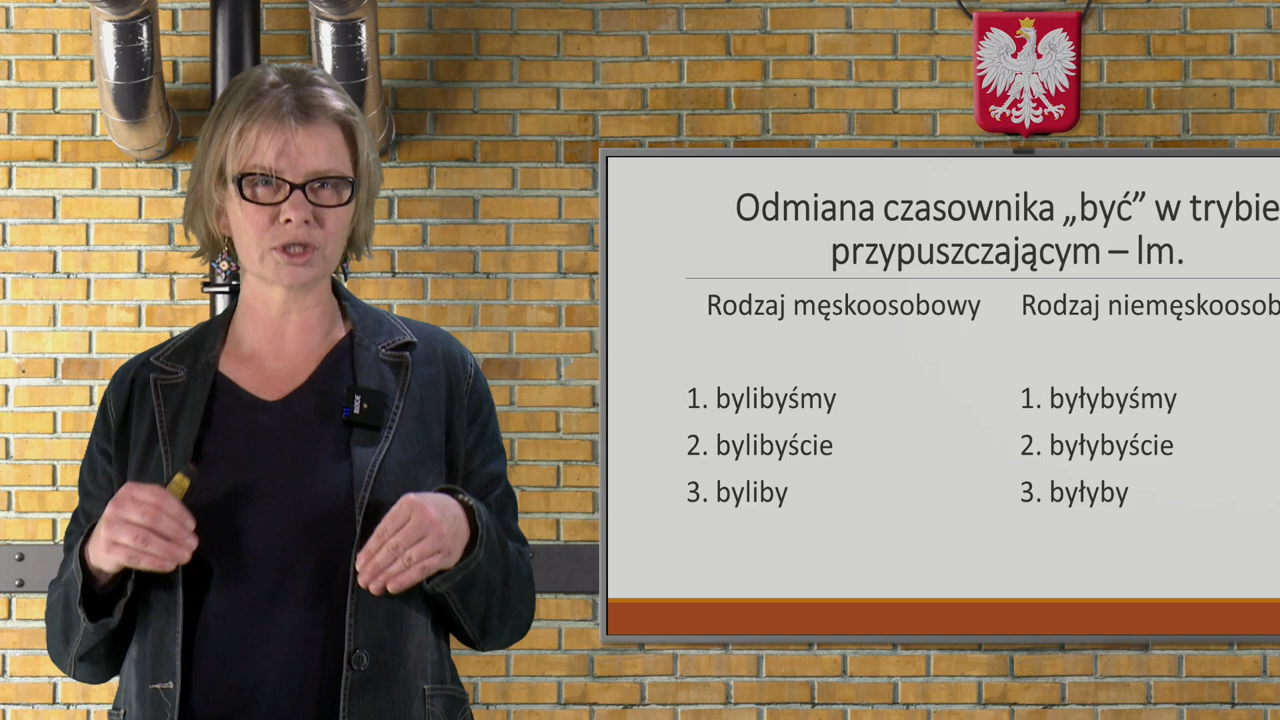 Odmiana czasownika „być” w trybie
przypuszczającym – lm.
Rodzaj męskoosobowy
Rodzaj niemęskoosob
1. bylibyśmy
2. bylibyście
3. byliby
1. byłybyśmy
2. byłybyście
3. byłyby
RØDE